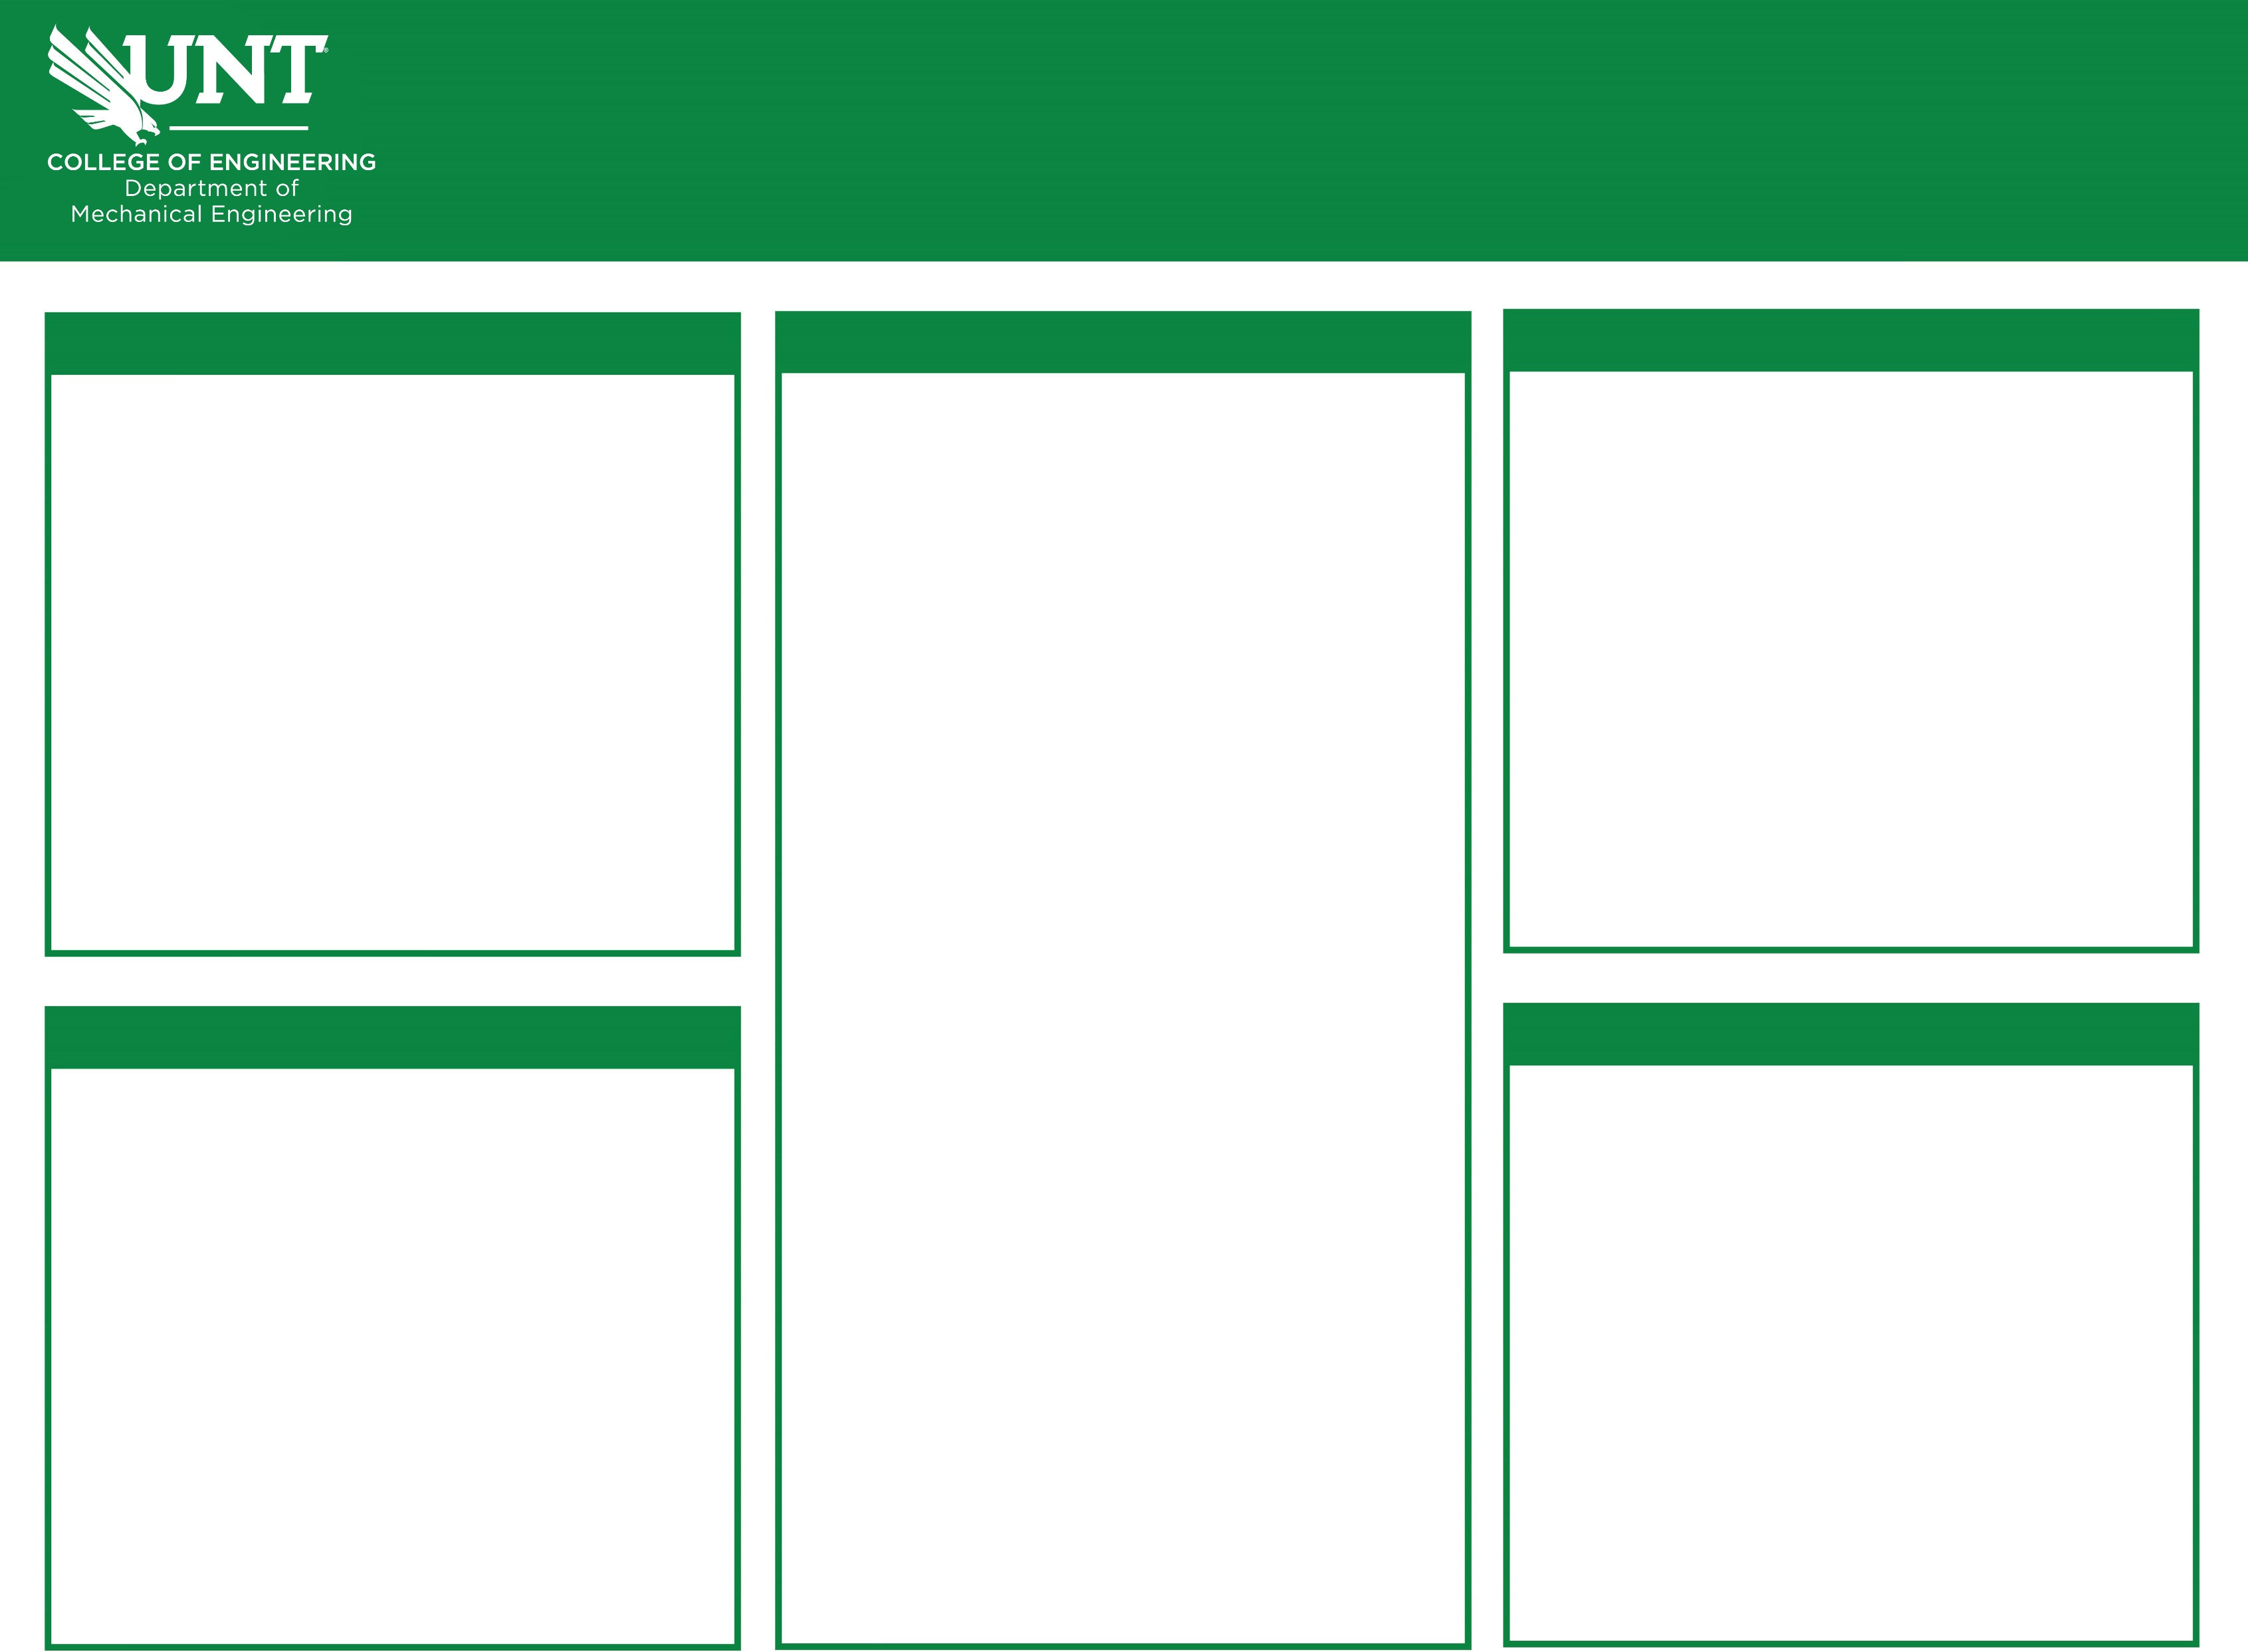 UNT®
COLLEGE OF ENGINEERING
Department of
Mechanical Engineering